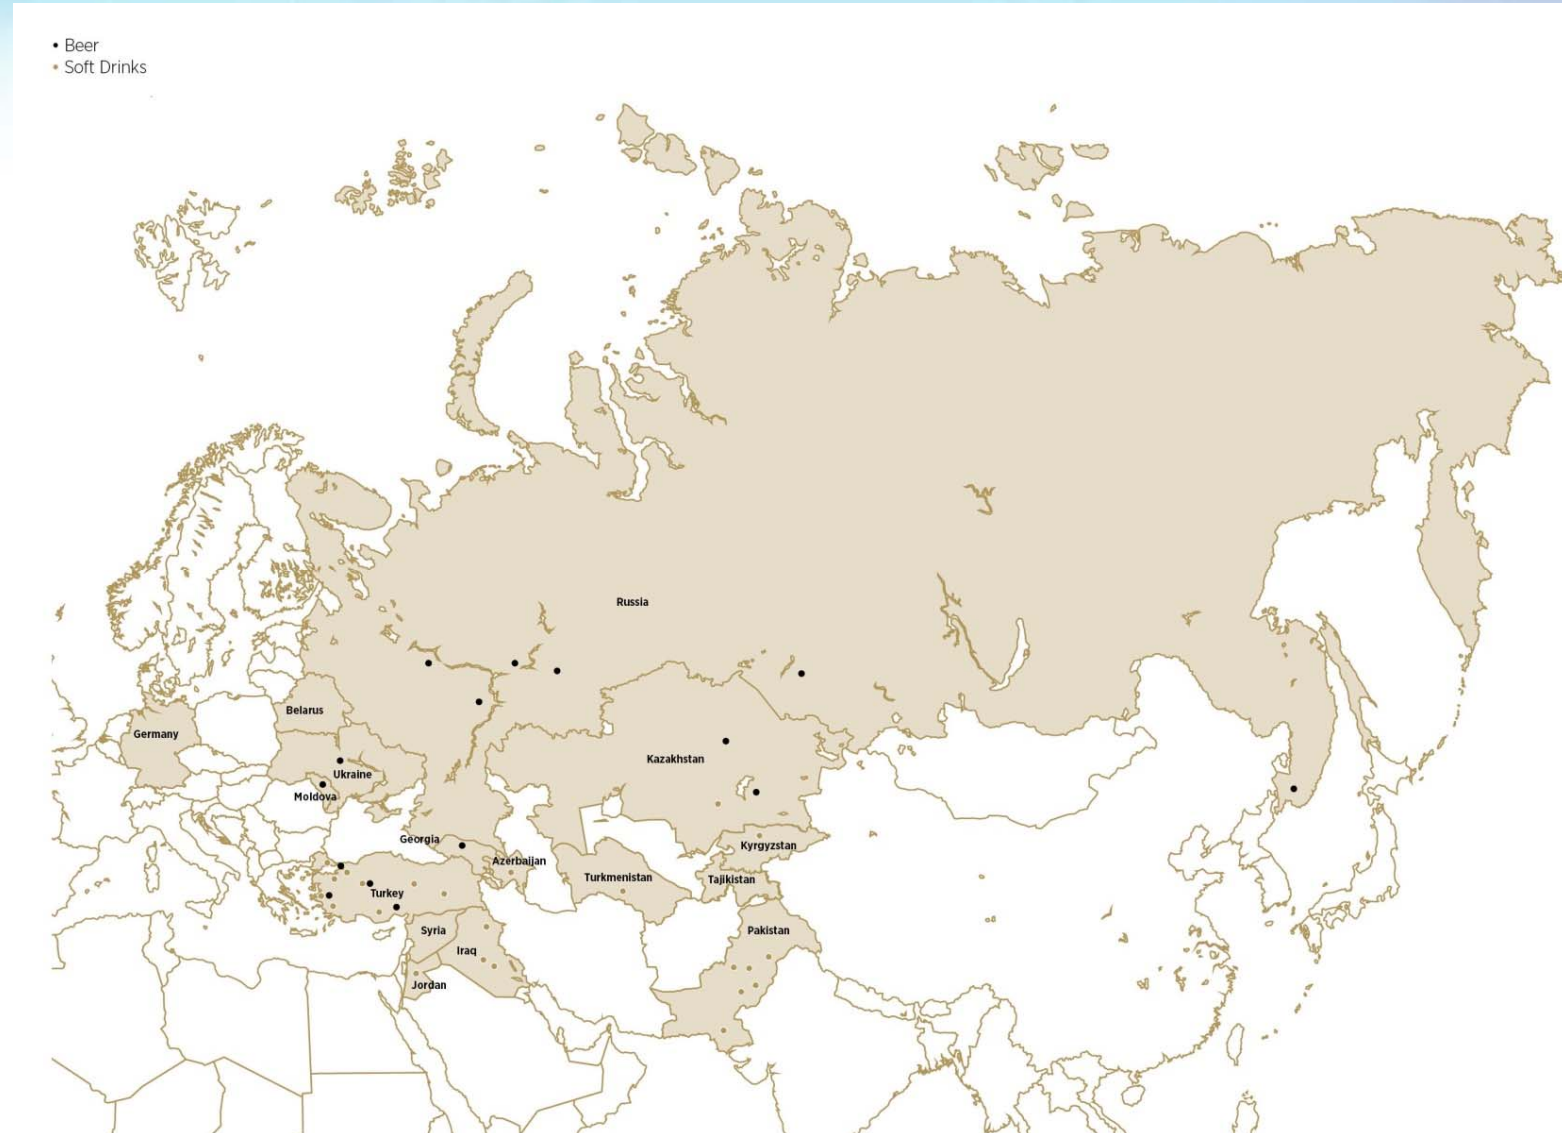 Beer
Soft Drinks
Russia
Belarus
Germany
Ukraine
Kazakhstan
Moldova
Georgia
Kyrgyzstan
Azerbaijan
Turkmenistan
Tajikistan
Turkey
Syria
Pakistan
Iraq
Jordan